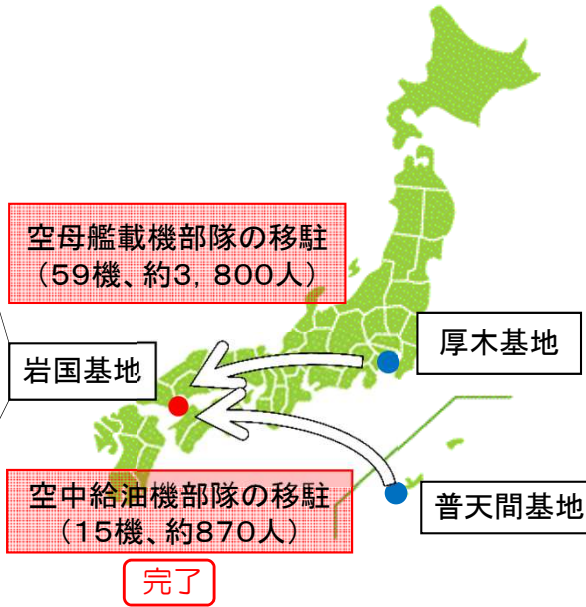 空母艦載機部隊の移駐
（59機、約3，800人）
厚木基地
岩国基地
空中給油機部隊の移駐
（15機、約870人）
普天間基地
完了